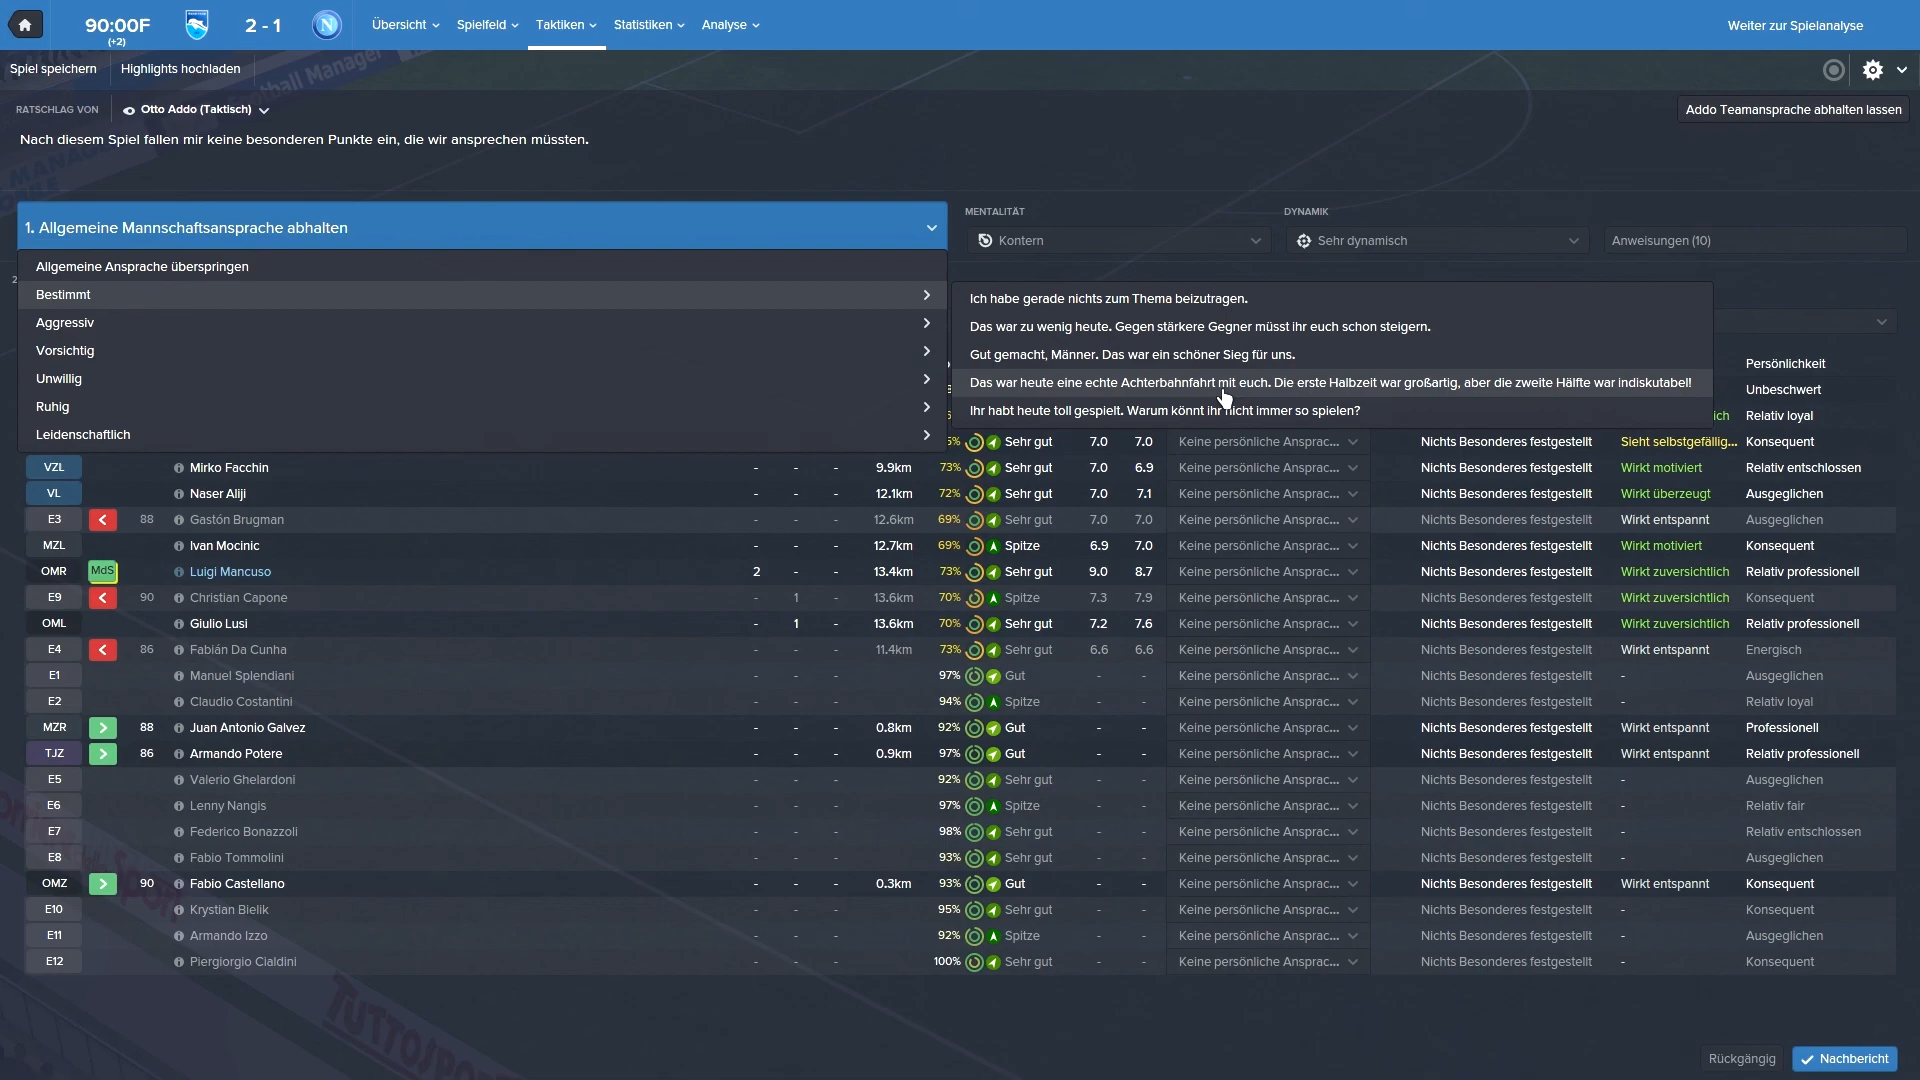 90:00F
(+2)
2 - 1
N
Übersicht Spielfeld Taktiken Statistiken Analyse
Weiter zur Spielanalyse
Spiel speichern Highlights hochladen
RATSCHLAG VON Otto Addo (Taktisch)
Addo Teamansprache abhalten lassen
Nach diesem Spiel fallen mir keine besonderen Punkte ein, die wir ansprechen müssten.
1. Allgemeine Mannschaftsansprache abhalten
MENTALITÄT DYNAMIK
Kontern Sehr dynamisch Anweisungen (10)
Allgemeine Ansprache überspringen
Bestimmt
Aggressiv
Vorsichtig
Unwillig
Ruhig
Leidenschaftlich
Ich habe gerade nichts zum Thema beizutragen.
Das war zu wenig heute. Gegen stärkere Gegner müsst ihr euch schon steigern.
Gut gemacht, Männer. Das war ein schöner Sieg für uns.
Das war heute eine echte Achterbahnfahrt mit euch. Die erste Halbzeit war großartig, aber die zweite Hälfte war indiskutabel!
Ihr habt heute toll gespielt. Warum könnt ihr nicht immer so spielen?
Persönlichkeit
Unbeschwert
Relativ loyal
Sehr gut 7.0 7.0 Keine persönliche Ansprac... Nichts Besonderes festgestellt Sieht selbstgefällig... Konsequent
VZL Mirko Facchin - - - 9.9km 73% Sehr gut 7.0 6.9 Keine persönliche Ansprac... Nichts Besonderes festgestellt Wirkt motiviert Relativ entschlossen
VL Naser Aliji - - - 12.1km 72% Sehr gut 7.0 7.1 Keine persönliche Ansprac... Nichts Besonderes festgestellt Wirkt überzeugt Ausgeglichen
E3 88 Gastón Brugman - - - 12.6km 69% Sehr gut 7.0 7.0 Keine persönliche Ansprac... Nichts Besonderes festgestellt Wirkt entspannt Ausgeglichen
MZL Ivan Mocinic - - - 12.7km 69% Spitze 6.9 7.0 Keine persönliche Ansprac... Nichts Besonderes festgestellt Wirkt motiviert Konsequent
OMR MdS Luigi Mancuso 2 - - 13.4km 73% Sehr gut 9.0 8.7 Keine persönliche Ansprac... Nichts Besonderes festgestellt Wirkt zuversichtlich Relativ professionell
E9 90 Christian Capone - 1 - 13.6km 70% Spitze 7.3 7.9 Keine persönliche Ansprac... Nichts Besonderes festgestellt Wirkt zuversichtlich Konsequent
OML Giulio Lusi - 1 - 13.6km 70% Sehr gut 7.2 7.6 Keine persönliche Ansprac... Nichts Besonderes festgestellt Wirkt zuversichtlich Relativ professionell
E4 86 Fabián Da Cunha - - - 11.4km 73% Sehr gut 6.6 6.6 Keine persönliche Ansprac... Nichts Besonderes festgestellt Wirkt entspannt Energisch
E1 Manuel Splendiani - - - 97% Gut - - Keine persönliche Ansprac... Nichts Besonderes festgestellt - Ausgeglichen
E2 Claudio Costantini - - - 94% Spitze - - Keine persönliche Ansprac... Nichts Besonderes festgestellt - Relativ loyal
MZR 88 Juan Antonio Galvez - - - 0.8km 92% Gut - - Keine persönliche Ansprac... Nichts Besonderes festgestellt Wirkt entspannt Professionell
TJZ 86 Armando Potere - - - 0.9km 97% Gut - - Keine persönliche Ansprac... Nichts Besonderes festgestellt Wirkt entspannt Relativ professionell
E5 Valerio Ghelardoni - - - 92% Sehr gut - - Keine persönliche Ansprac... Nichts Besonderes festgestellt - Ausgeglichen
E6 Lenny Nangis - - - 97% Spitze - - Keine persönliche Ansprac... Nichts Besonderes festgestellt - Relativ fair
E7 Federico Bonazzoli - - - 98% Sehr gut - - Keine persönliche Ansprac... Nichts Besonderes festgestellt - Relativ entschlossen
E8 Fabio Tommolini - - - 93% Sehr gut - - Keine persönliche Ansprac... Nichts Besonderes festgestellt - Ausgeglichen
OMZ 90 Fabio Castellano - - - 0.3km 93% Gut - - Keine persönliche Ansprac... Nichts Besonderes festgestellt Wirkt entspannt Konsequent
E10 Krystian Bielik - - - 95% Sehr gut - - Keine persönliche Ansprac... Nichts Besonderes festgestellt - Konsequent
E11 Armando Izzo - - - 92% Spitze - - Keine persönliche Ansprac... Nichts Besonderes festgestellt - Ausgeglichen
E12 Piergiorgio Cialdini - - - 100% Sehr gut - - Keine persönliche Ansprac... Nichts Besonderes festgestellt - Konsequent
Rückgängig Nachbericht